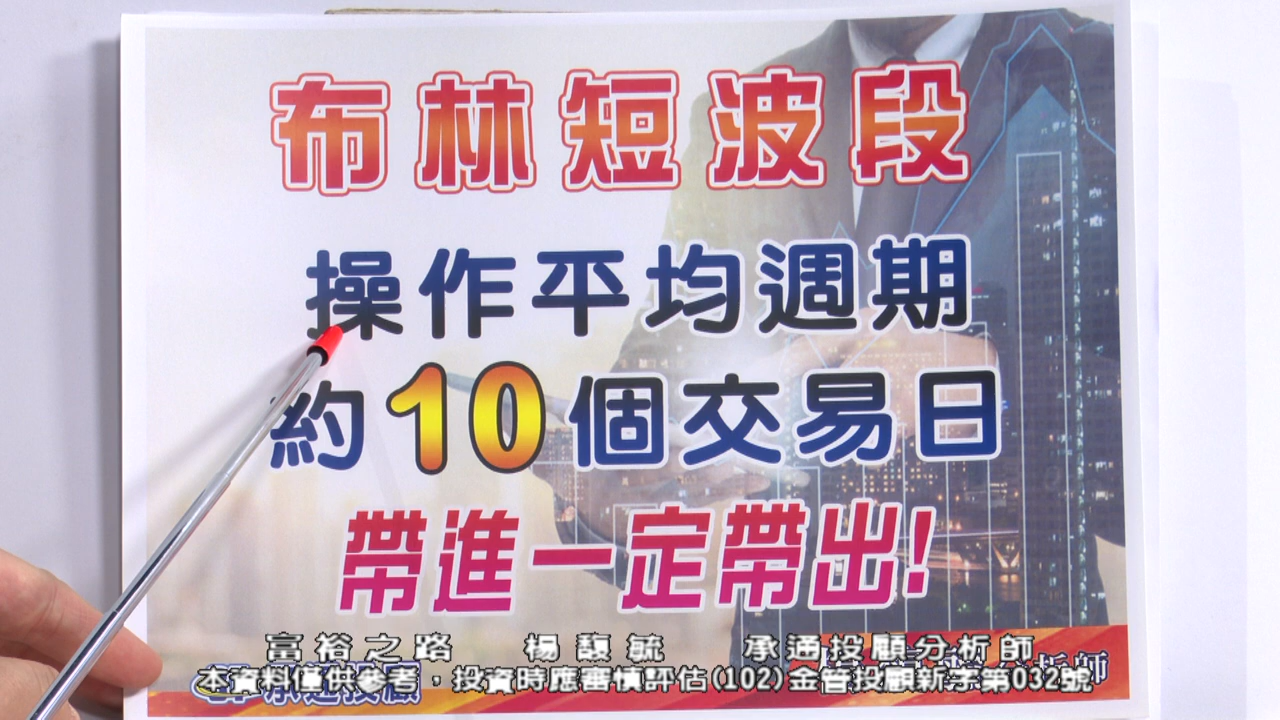 布林短波段
操作平均週期
約10個交易日
帶進一定帶出!
富裕之路 楊馥毓 承通投顧分析師
本資料僅供參考，投資時應審慎評估(102)金管投顧新字第032號